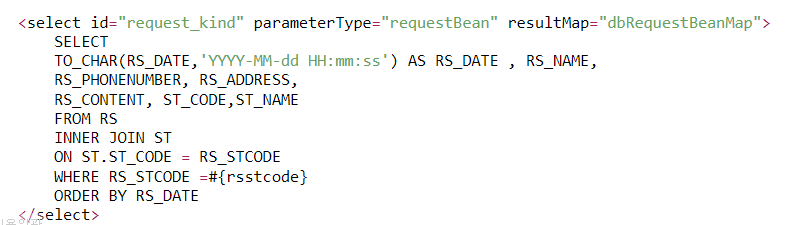 <select id="request_kind" parameterType="requestBean" resultMap="dbRequestBeanMap">
SELECT
TO_CHAR(RS_DATE,'YYYY-MM-dd HH:mm:ss') AS RS_DATE , RS_NAME,
RS_PHONENUMBER, RS_ADDRESS,
RS_CONTENT, ST_CODE,ST_NAME
FROM RS
INNER JOIN ST
ON ST.ST_CODE = RS_STCODE
WHERE RS_STCODE =#{rsstcode}
ORDER BY RS_DATE
</select>